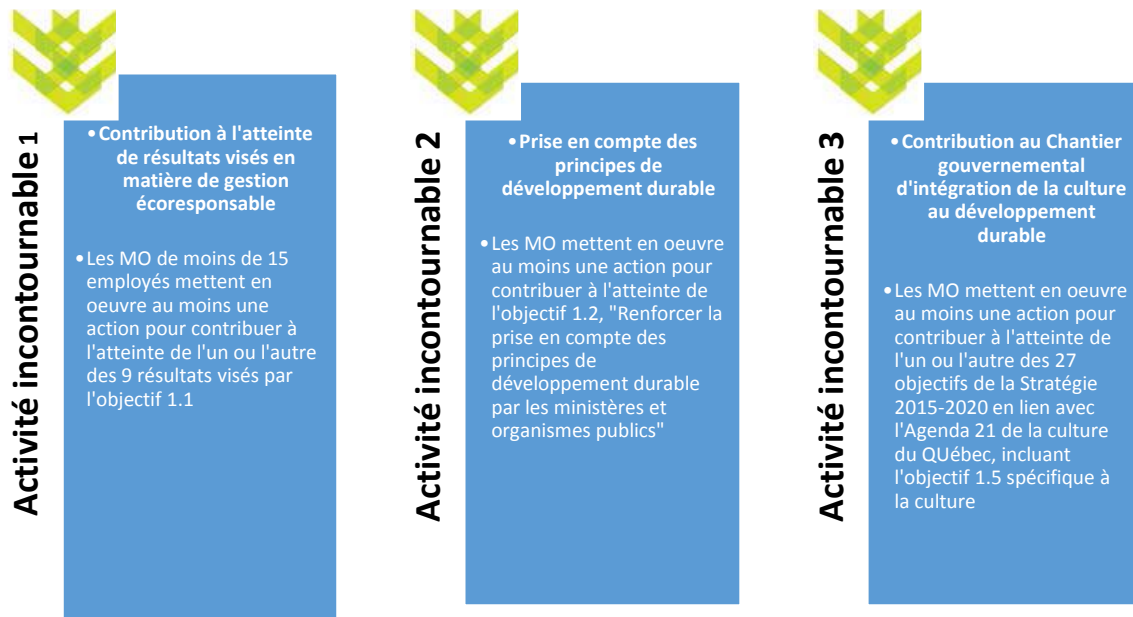 Activité incontournable 1
•Contribution à l'atteinte
de résultats visés en
matière de gestion
écoresponsable
•Les MO de moins de 15
employés mettent en
oeuvre au moins une
action pour contribuer à
l'atteinte de l'un ou l'autre
des 9 résultats visés par
l'objectif 1.1
Activité incontournable 2
•Prise en compte des
principes de
développement durable
•Les MO mettent en oeuvre
au moins une action pour
contribuer à l'atteinte de
l'objectif 1.2, "Renforcer la
prise en compte des
principes de
développement durable
par les ministères et
organismes publics"
Activité incontournable 3
•Contribution au Chantier
gouvernemental
d'intégration de la culture
au développement
durable
•Les MO mettent en oeuvre
au moins une action pour
contribuer à l'atteinte de
l'un ou l'autre des 27
objectifs de la Stratégie
2015-2020 en lien avec
l'Agenda 21 de la culture
du QUébec, incluant
l'objectif 1.5 spécifique à
la culture